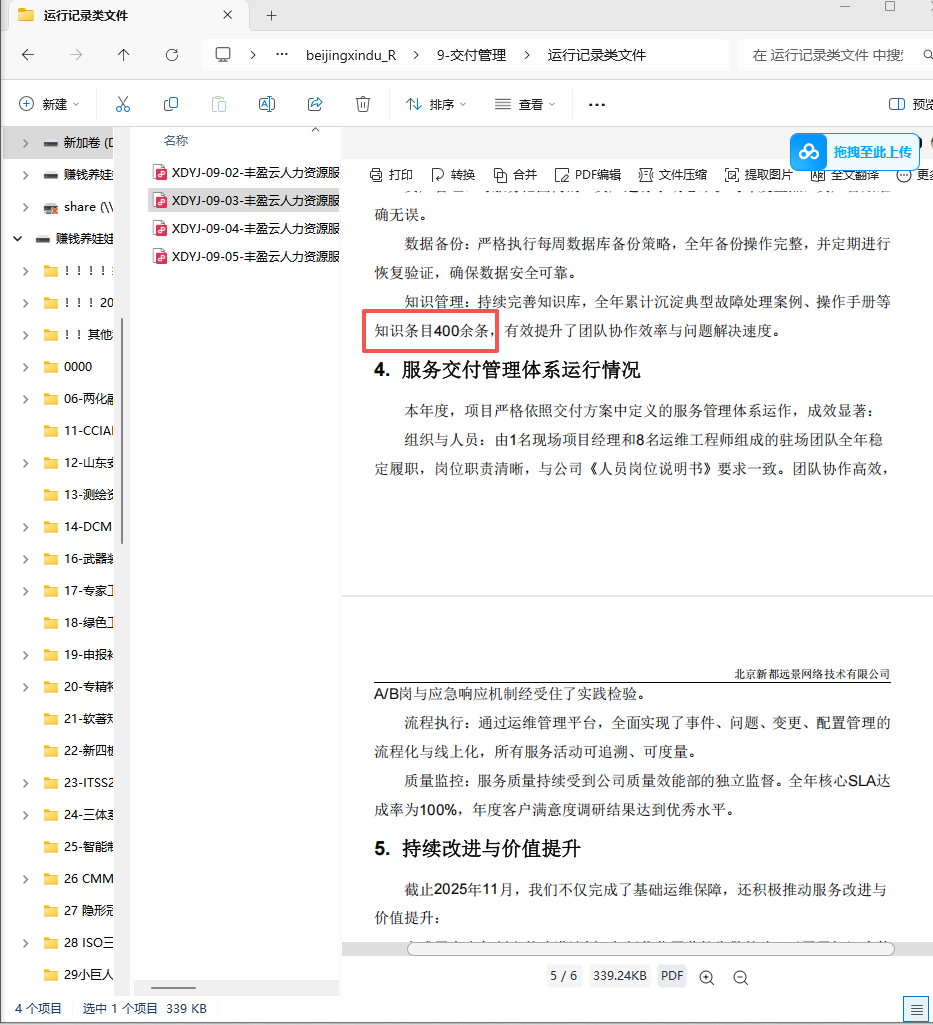 运行记录类文件
beijingxindu_R
9-交付管理
运行记录类文件
在 运行记录类文件 中搜
新建
排序
查看
预览
新加卷 (D
赚钱养娃娃
share (\\
赚钱养娃娃
！！！！
！！！20
！！其他
0000
06-两化融
11-CCIA
12-山东安
13-测绘资
14-DCM
16-武器装
17-专家工
18-绿色工
19-申报补
20-专精特
21-软著知
22-新四板
23-ITSS2
24-三体系
25-智能制
26 CMM
27 隐形冠
28 ISO三
29小巨人
名称
XDYJ-09-02-丰盈云人力资源服
XDYJ-09-03-丰盈云人力资源服
XDYJ-09-04-丰盈云人力资源服
XDYJ-09-05-丰盈云人力资源服
拖拽至此上传
打印
转换
合并
PDF编辑
文件压缩
提取图片
全文翻译
更多
确无误。
数据备份：严格执行每周数据库备份策略，全年备份操作完整，并定期进行
恢复验证，确保数据安全可靠。
知识管理：持续完善知识库，全年累计沉淀典型故障处理案例、操作手册等
知识条目400余条，有效提升了团队协作效率与问题解决速度。
4. 服务交付管理体系运行情况
本年度，项目严格依照交付方案中定义的服务管理体系运作，成效显著：
组织与人员：由1名现场项目经理和8名运维工程师组成的驻场团队全年稳
定履职，岗位职责清晰，与公司《人员岗位说明书》要求一致。团队协作高效，
北京新都远景网络技术有限公司
A/B岗与应急响应机制经受住了实践检验。
流程执行：通过运维管理平台，全面实现了事件、问题、变更、配置管理的
流程化与线上化，所有服务活动可追溯、可度量。
质量监控：服务质量持续受到公司质量效能部的独立监督。全年核心SLA达
成率为100%，年度客户满意度调研结果达到优秀水平。
5. 持续改进与价值提升
截止2025年11月，我们不仅完成了基础运维保障，还积极推动服务改进与
价值提升：
5 / 6
339.24KB
PDF
4 个项目
选中 1 个项目 339 KB